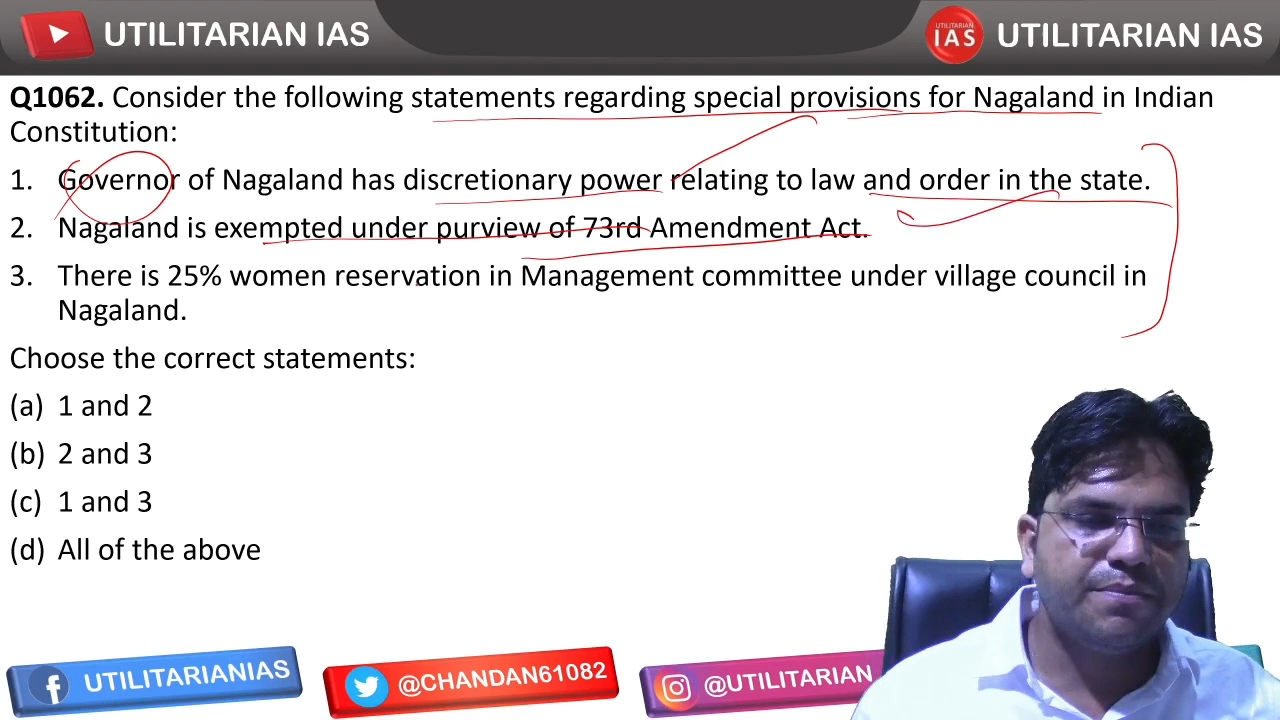 UTILITARIAN IAS
UTILITARIAN
IAS
UTILITARIAN IAS
Q1062. Consider the following statements regarding special provisions for Nagaland in Indian
Constitution:
1. Governor of Nagaland has discretionary power relating to law and order in the state.
2. Nagaland is exempted under purview of 73rd Amendment Act.
3. There is 25% women reservation in Management committee under village council in
Nagaland.
Choose the correct statements:
(a) 1 and 2
(b) 2 and 3
(c) 1 and 3
(d) All of the above
UTILITARIANIAS
@CHANDAN61082
@UTILITARIAN